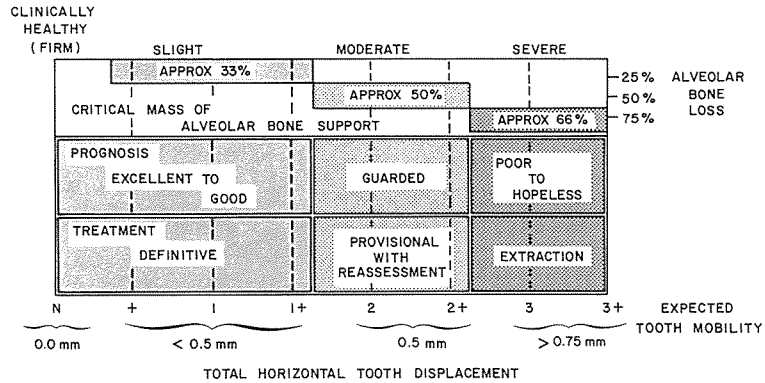 CLINICALLY
HEALTHY
(FIRM)
SLIGHT
MODERATE
SEVERE
APPROX 33%
APPROX 50%
APPROX 66%
25%
50%
75%
ALVEOLAR
BONE
LOSS
CRITICAL MASS OF
ALVEOLAR BONE SUPPORT
PROGNOSIS
EXCELLENT TO
GOOD
GUARDED
POOR
TO
HOPELESS
TREATMENT
DEFINITIVE
PROVISIONAL
WITH
REASSESSMENT
EXTRACTION
N + 1 1+ 2 2+ 3 3+
EXPECTED
TOOTH MOBILITY
0.0 mm < 0.5 mm 0.5 mm > 0.75 mm
TOTAL HORIZONTAL TOOTH DISPLACEMENT